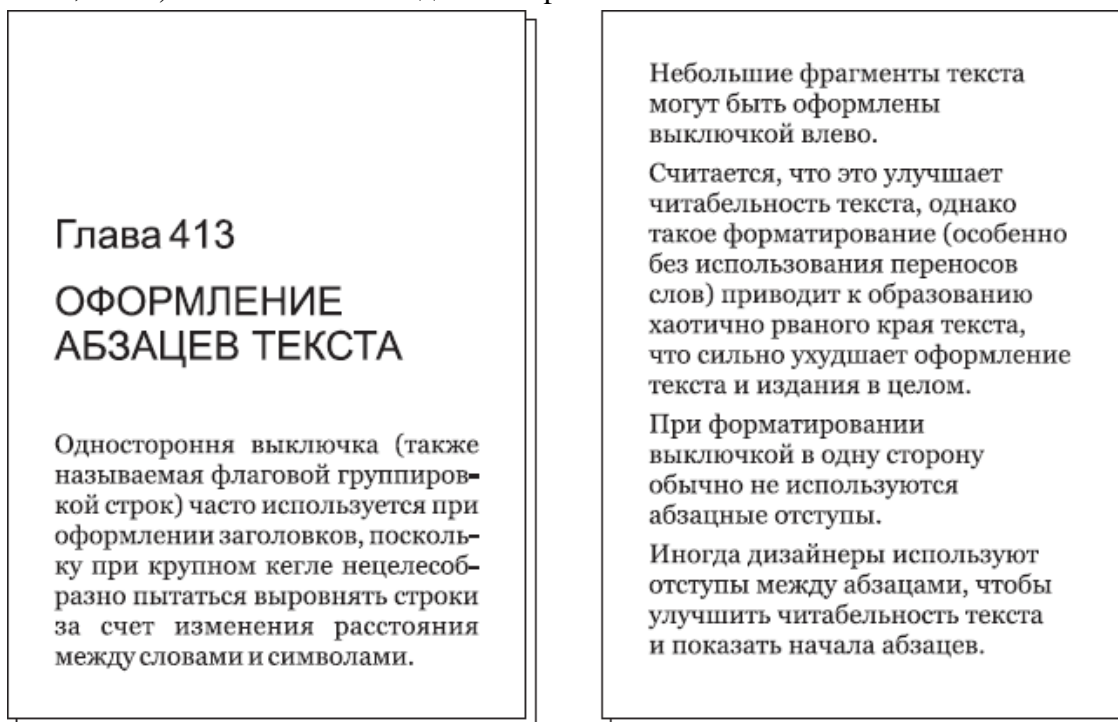 Глава 413
ОФОРМЛЕНИЕ
АБЗАЦЕВ ТЕКСТА
Одностороння выключка (также
называемая флаговой группиров-
кой строк) часто используется при
оформлении заголовков, посколь-
ку при крупном кегле нецелесоб-
разно пытаться выровнять строки
за счет изменения расстояния
между словами и символами.
Небольшие фрагменты текста
могут быть оформлены
выключкой влево.
Считается, что это улучшает
читабельность текста, однако
такое форматирование (особенно
без использования переносов
слов) приводит к образованию
хаотично рваного края текста,
что сильно ухудшает оформление
текста и издания в целом.
При форматировании
выключкой в одну сторону
обычно не используются
абзацные отступы.
Иногда дизайнеры используют
отступы между абзацами, чтобы
улучшить читабельность текста
и показать начала абзацев.